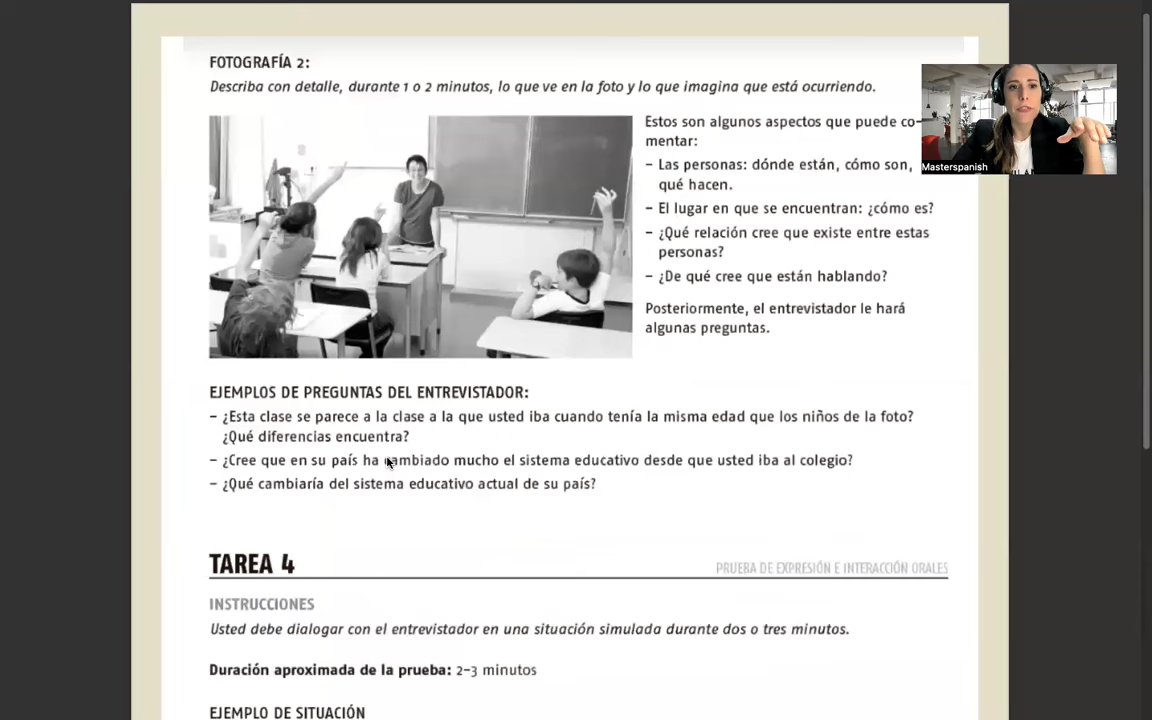 FOTOGRAFÍA 2:
Describa con detalle, durante 1 o 2 minutos, lo que ve en la foto y lo que imagina que está ocurriendo.
Estos son algunos aspectos que puede co-
mentar:
– Las personas: dónde están, cómo son,
qué hacen.
– El lugar en que se encuentran: ¿cómo es?
– ¿Qué relación cree que existe entre estas
personas?
– ¿De qué cree que están hablando?
Posteriormente, el entrevistador le hará
algunas preguntas.
Masterspanish
EJEMPLOS DE PREGUNTAS DEL ENTREVISTADOR:
– ¿Esta clase se parece a la clase a la que usted iba cuando tenía la misma edad que los niños de la foto?
¿Qué diferencias encuentra?
– ¿Cree que en su país ha cambiado mucho el sistema educativo desde que usted iba al colegio?
– ¿Qué cambiaría del sistema educativo actual de su país?
TAREA 4
PRUEBA DE EXPRESIÓN E INTERACCIÓN ORALES
INSTRUCCIONES
Usted debe dialogar con el entrevistador en una situación simulada durante dos o tres minutos.
Duración aproximada de la prueba: 2–3 minutos
EJEMPLO DE SITUACIÓN